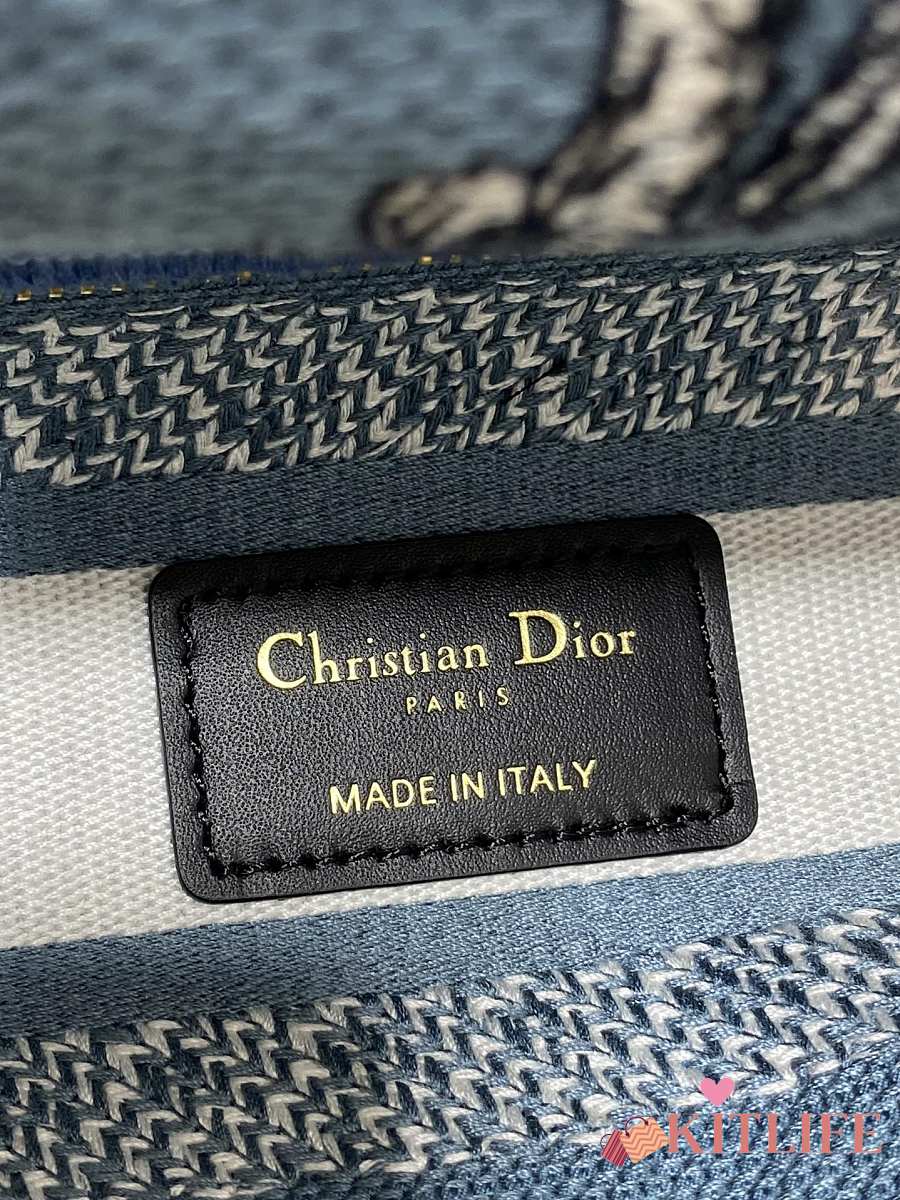 Christian Dior
PARIS
MADE IN ITALY
KITLIFE